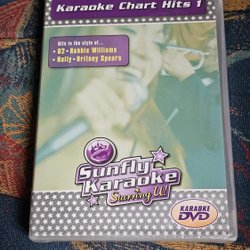 Karaoke Chart Hits 1
Hits in the style of...
• U2 • Robbie Williams
• Nelly • Britney Spears
Sunfly
Karaoke
Starring U!
KARAOKE
DVD